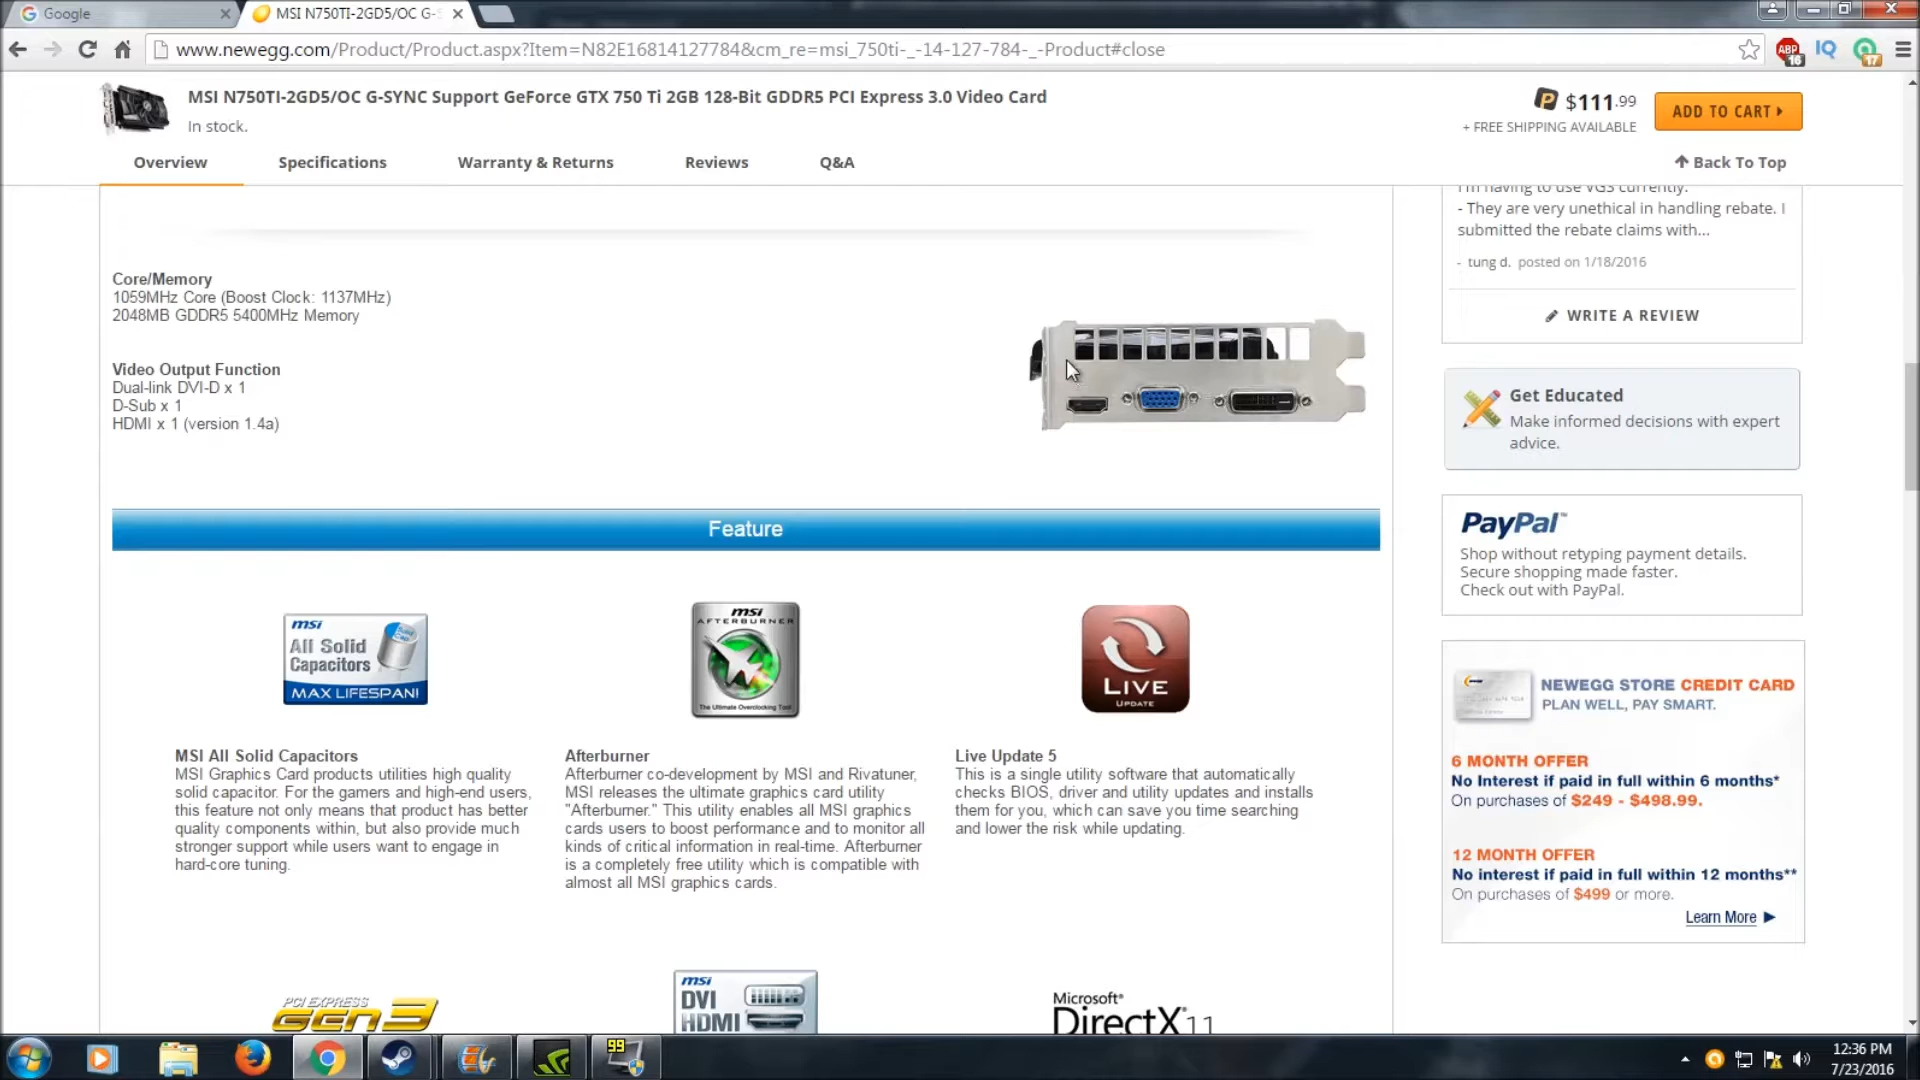 Google
MSI N750TI-2GD5/OC G-S
www.newegg.com/Product/Product.aspx?Item=N82E16814127784&cm_re=msi_750ti-_-14-127-784-_-Product#close
ABP
16
IQ
17
MSI N750TI-2GD5/OC G-SYNC Support GeForce GTX 750 Ti 2GB 128-Bit GDDR5 PCI Express 3.0 Video Card
In stock.
$111.99
+ FREE SHIPPING AVAILABLE
ADD TO CART
Overview
Specifications
Warranty & Returns
Reviews
Q&A
Back To Top
I'm having to use VGS currently.
- They are very unethical in handling rebate. I
submitted the rebate claims with...
- tung d. posted on 1/18/2016
WRITE A REVIEW
Core/Memory
1059MHz Core (Boost Clock: 1137MHz)
2048MB GDDR5 5400MHz Memory
Video Output Function
Dual-link DVI-D x 1
D-Sub x 1
HDMI x 1 (version 1.4a)
Get Educated
Make informed decisions with expert
advice.
PayPal™
Shop without retyping payment details.
Secure shopping made faster.
Check out with PayPal.
Feature
msi
All Solid
Capacitors
MAX LIFESPAN!
msi
AFTERBURNER
The Ultimate Overclocking Tool
LIVE
UPDATE
MSI All Solid Capacitors
MSI Graphics Card products utilities high quality
solid capacitor. For the gamers and high-end users,
this feature not only means that product has better
quality components within, but also provide much
stronger support while users want to engage in
hard-core tuning.
Afterburner
Afterburner co-development by MSI and Rivatuner,
MSI releases the ultimate graphics card utility
"Afterburner." This utility enables all MSI graphics
cards users to boost performance and to monitor all
kinds of critical information in real-time. Afterburner
is a completely free utility which is compatible with
almost all MSI graphics cards.
Live Update 5
This is a single utility software that automatically
checks BIOS, driver and utility updates and installs
them for you, which can save you time searching
and lower the risk while updating.
NEWEGG STORE CREDIT CARD
PLAN WELL, PAY SMART.
6 MONTH OFFER
No Interest if paid in full within 6 months*
On purchases of $249 - $498.99.
12 MONTH OFFER
No interest if paid in full within 12 months**
On purchases of $499 or more.
Learn More
PCI EXPRESS
GEN 3
msi
DVI
HDMI
Microsoft®
DirectX 11
99
12:36 PM
7/23/2016